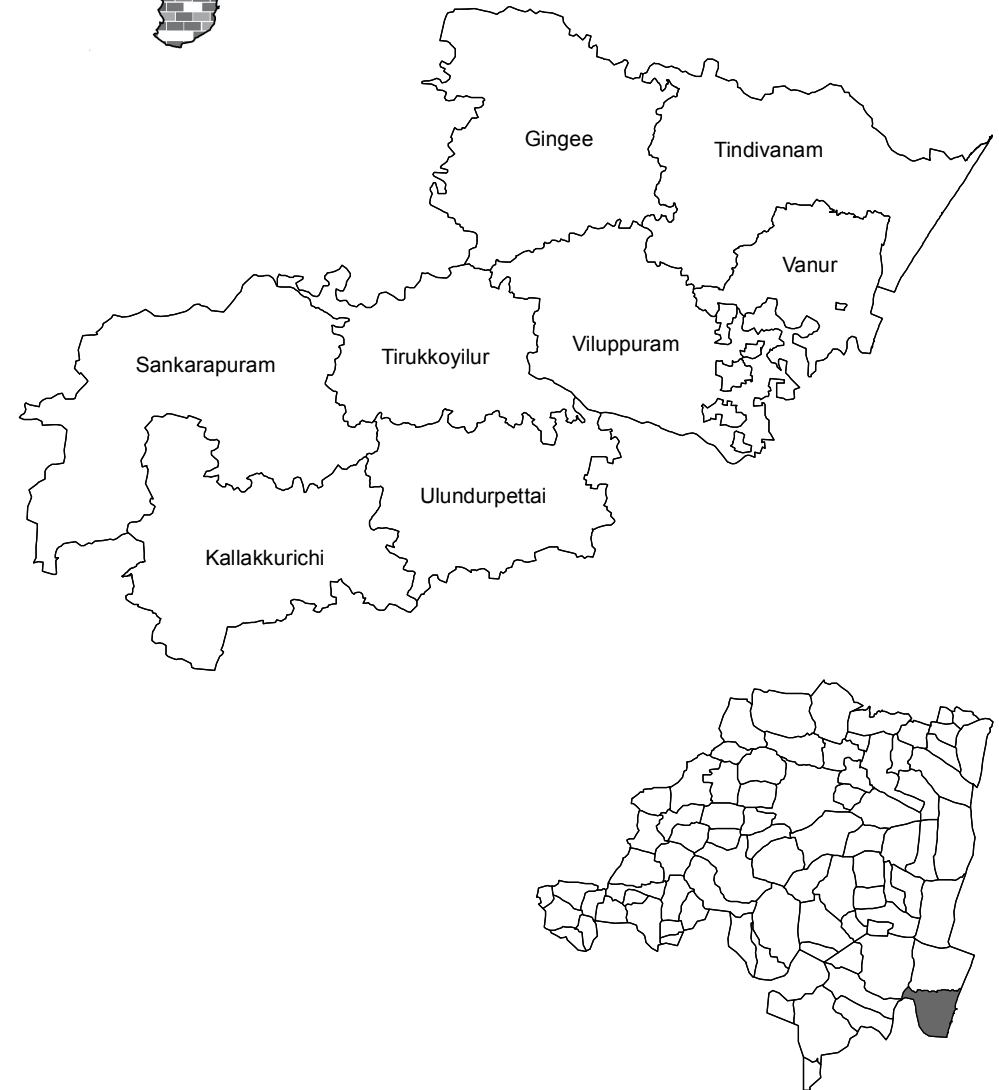 Gingee
Tindivanam
Vanur
Viluppuram
Tirukkoyilur
Sankarapuram
Ulundurpettai
Kallakkurichi